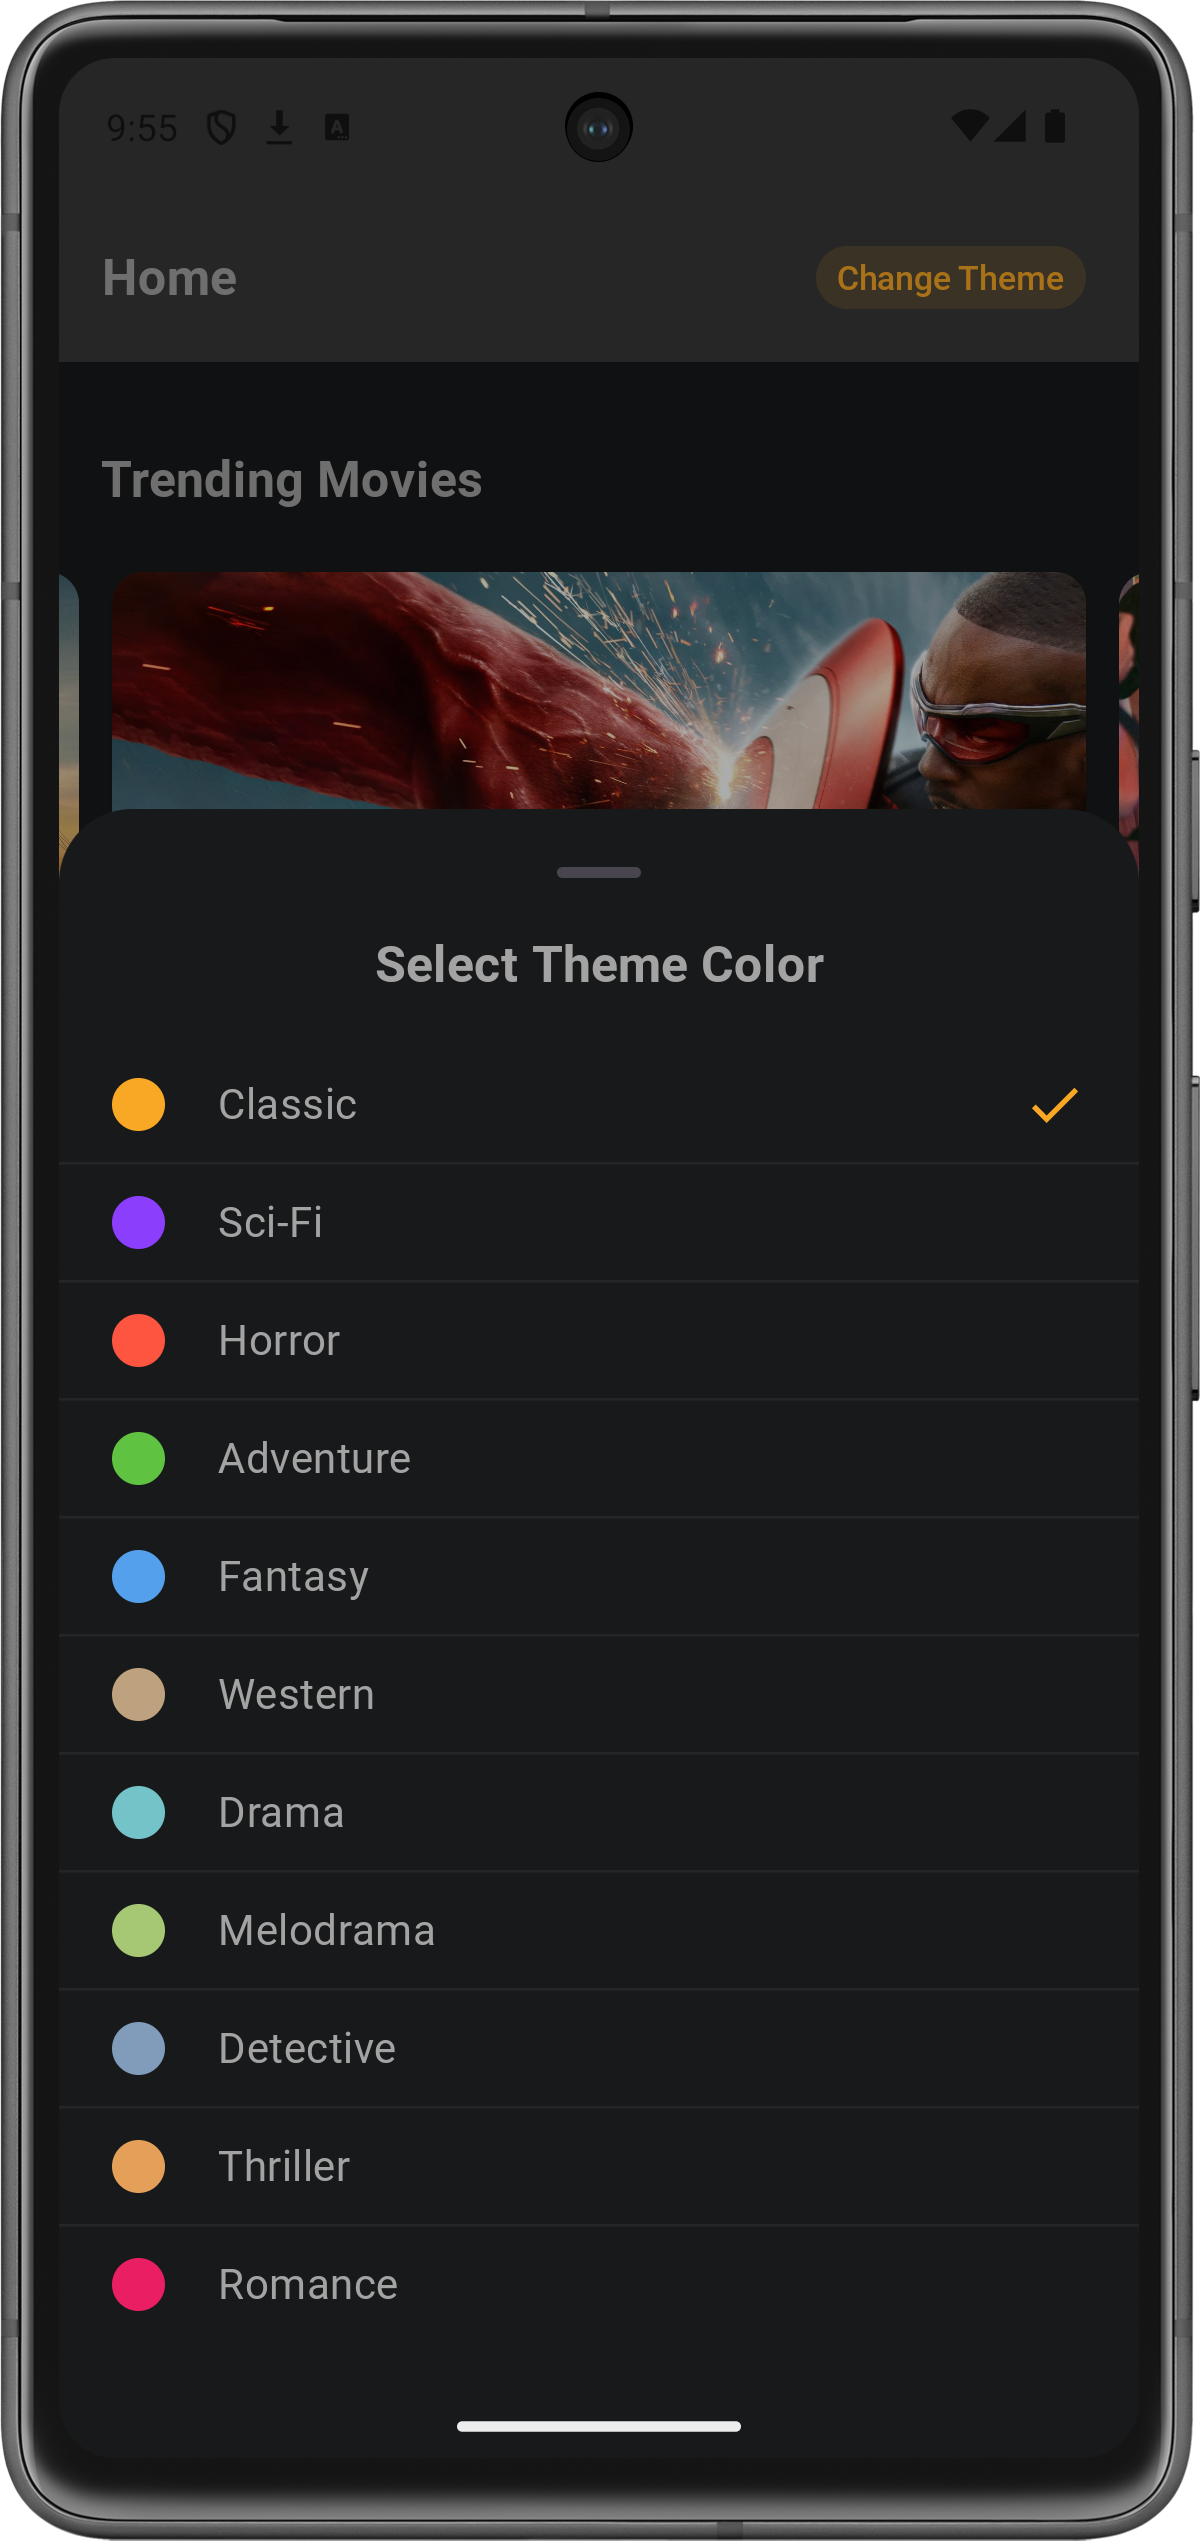 9:55
Home
Change Theme
Trending Movies
Select Theme Color
Classic
Sci-Fi
Horror
Adventure
Fantasy
Western
Drama
Melodrama
Detective
Thriller
Romance